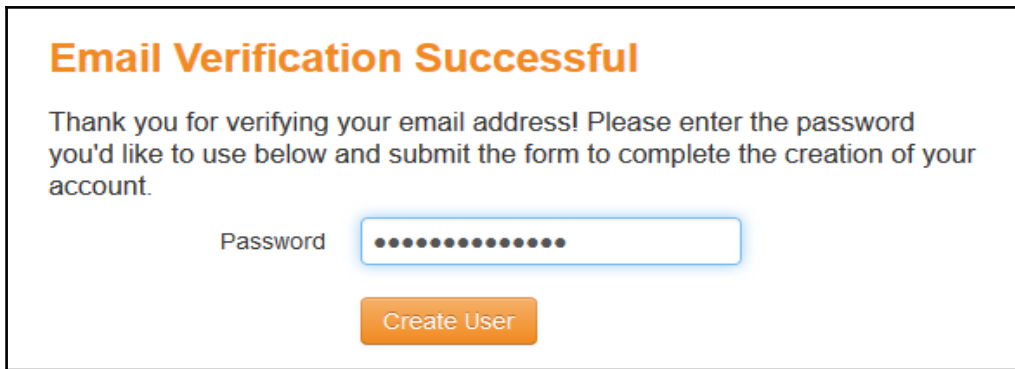 Email Verification Successful
Thank you for verifying your email address! Please enter the password
you'd like to use below and submit the form to complete the creation of your
account.
Password ••••••••••••••
Create User